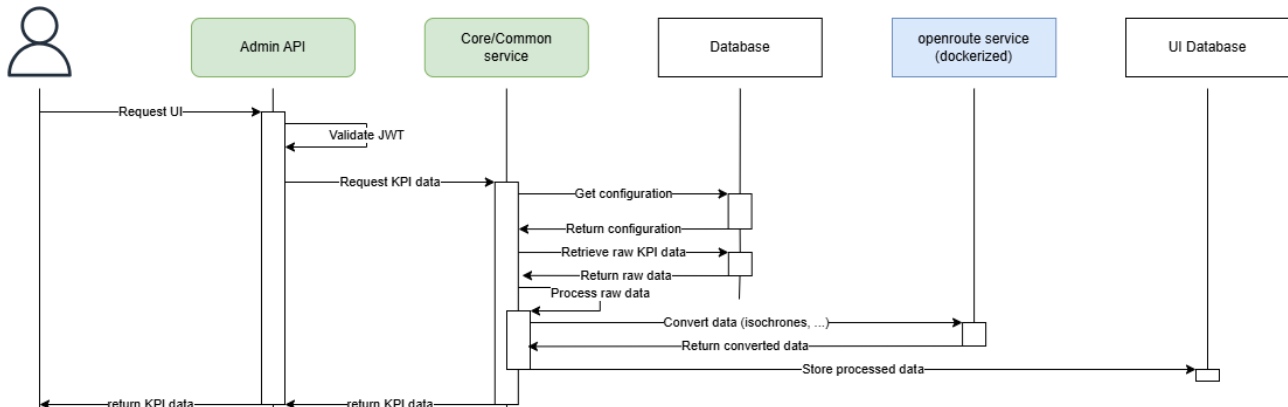 Admin API
Core/Common
service
Database
openroute service
(dockerized)
UI Database
Request UI
Validate JWT
Request KPI data
Get configuration
Return configuration
Retrieve raw KPI data
Return raw data
Process raw data
Convert data (isochrones, ...)
Return converted data
Store processed data
return KPI data
return KPI data